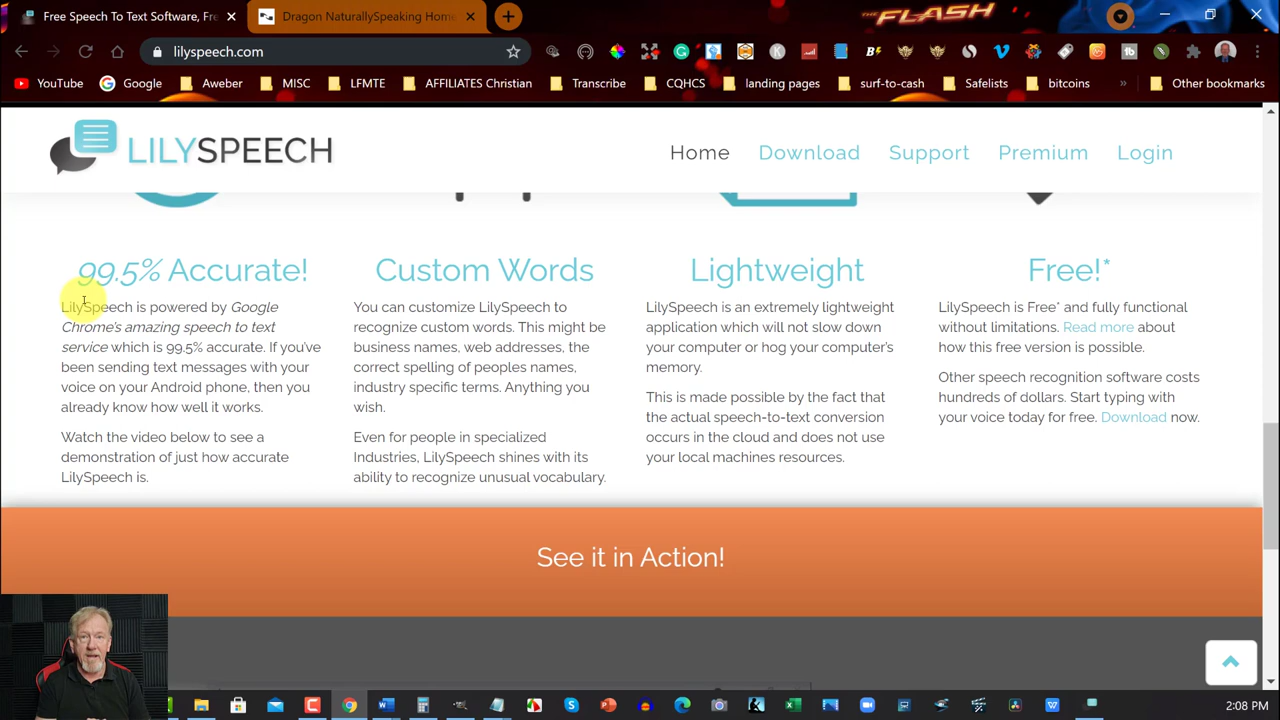 Free Speech To Text Software, Fre
Dragon NaturallySpeaking Home
THE FLASH
lilyspeech.com
YouTube
Google
Aweber
MISC
LFMTE
AFFILIATES Christian
Transcribe
CQHCS
landing pages
surf-to-cash
Safelists
bitcoins
»
Other bookmarks
LILYSPEECH
Home
Download
Support
Premium
Login
99.5% Accurate!
LilySpeech is powered by Google
Chrome's amazing speech to text
service which is 99.5% accurate. If you've
been sending text messages with your
voice on your Android phone, then you
already know how well it works.
Watch the video below to see a
demonstration of just how accurate
LilySpeech is.
Custom Words
You can customize LilySpeech to
recognize custom words. This might be
business names, web addresses, the
correct spelling of peoples names,
industry specific terms. Anything you
wish.
Even for people in specialized
Industries, LilySpeech shines with its
ability to recognize unusual vocabulary.
Lightweight
LilySpeech is an extremely lightweight
application which will not slow down
your computer or hog your computer's
memory.
This is made possible by the fact that
the actual speech-to-text conversion
occurs in the cloud and does not use
your local machines resources.
Free!*
LilySpeech is Free* and fully functional
without limitations. Read more about
how this free version is possible.
Other speech recognition software costs
hundreds of dollars. Start typing with
your voice today for free. Download now.
See it in Action!
2:08 PM